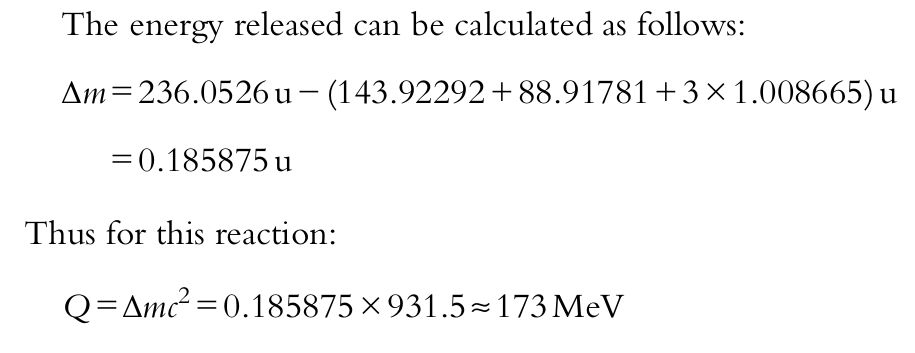 The energy released can be calculated as follows:
Δm = 236.0526 u − (143.92292 + 88.91781 + 3 × 1.008665) u
= 0.185875 u
Thus for this reaction:
Q = Δmc² = 0.185875 × 931.5 ≈ 173 MeV